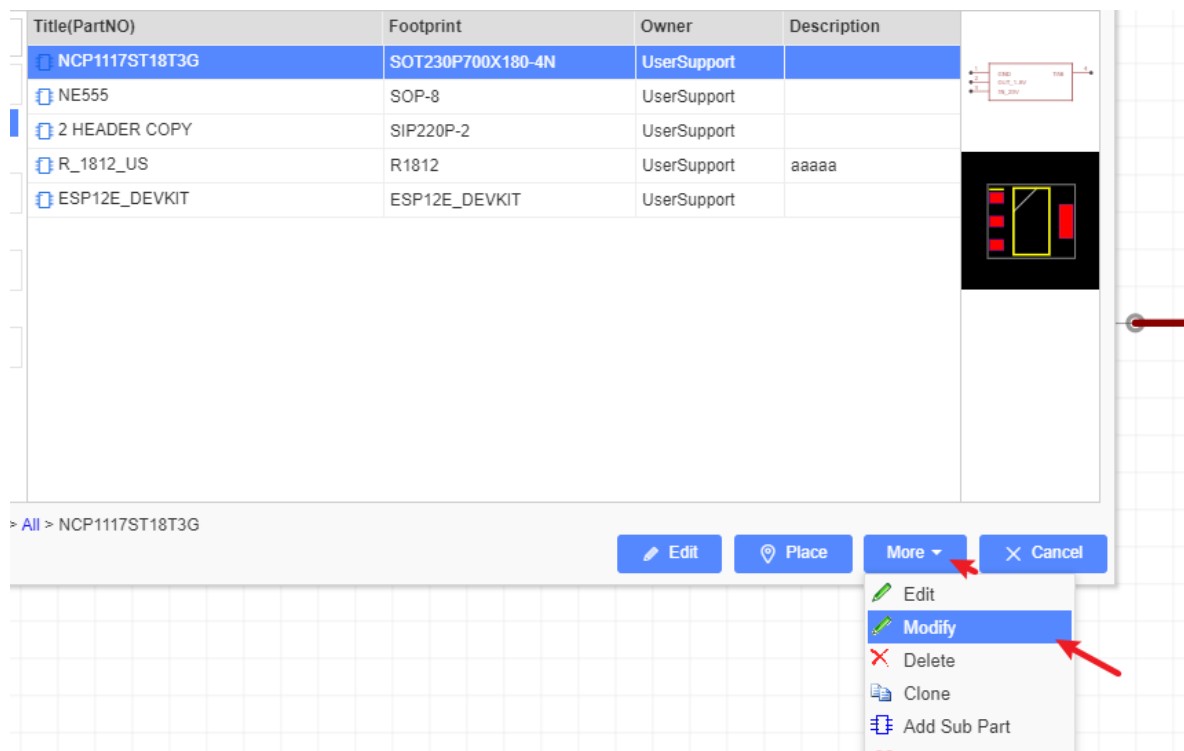 Title(PartNO) Footprint Owner Description
NCP1117ST18T3G SOT230P700X180-4N UserSupport
NE555 SOP-8 UserSupport
2 HEADER COPY SIP220P-2 UserSupport
R_1812_US R1812 UserSupport aaaaa
ESP12E_DEVKIT ESP12E_DEVKIT UserSupport
> All > NCP1117ST18T3G
Edit Place More Cancel
Edit
Modify
Delete
Clone
Add Sub Part